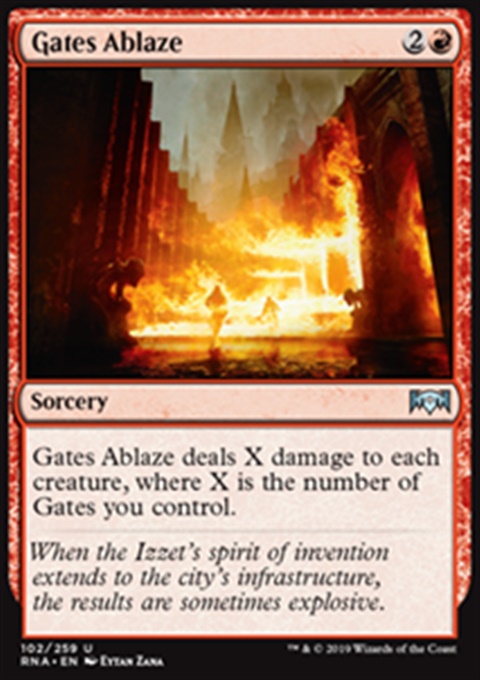 Gates Ablaze 2
Sorcery
Gates Ablaze deals X damage to each
creature, where X is the number of
Gates you control.
When the Izzet's spirit of invention
extends to the city's infrastructure,
the results are sometimes explosive.
102/259 U
RNA • EN Eytan Zana
™ & © 2019 Wizards of the Coast